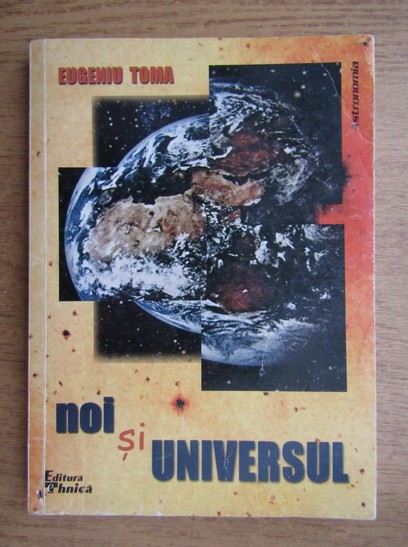 EUGENIU TOMA
Astronomia
noi
și
UNIVERSUL
Editura
Tehnică